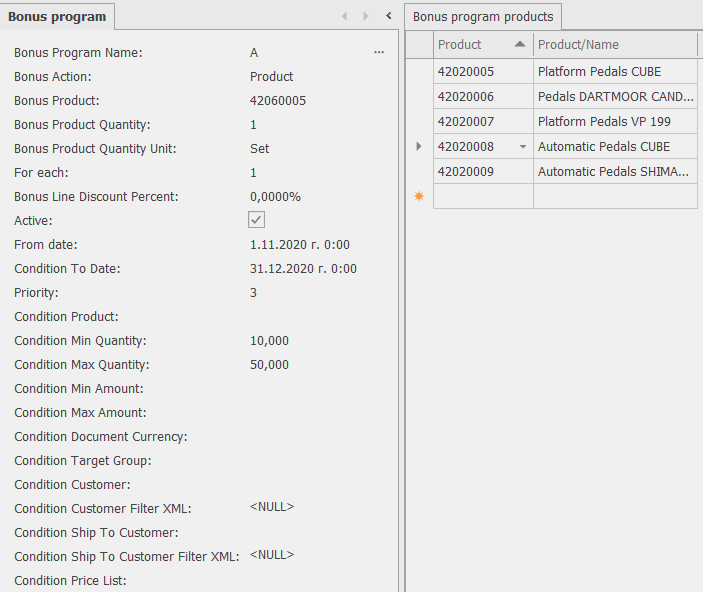 Bonus program
Bonus Program Name: A ...
Bonus Action: Product
Bonus Product: 42060005
Bonus Product Quantity: 1
Bonus Product Quantity Unit: Set
For each: 1
Bonus Line Discount Percent: 0,0000%
Active:
From date: 1.11.2020 г. 0:00
Condition To Date: 31.12.2020 г. 0:00
Priority: 3
Condition Product:
Condition Min Quantity: 10,000
Condition Max Quantity: 50,000
Condition Min Amount:
Condition Max Amount:
Condition Document Currency:
Condition Target Group:
Condition Customer:
Condition Customer Filter XML: <NULL>
Condition Ship To Customer:
Condition Ship To Customer Filter XML: <NULL>
Condition Price List:
Bonus program products
Product Product/Name
42020005 Platform Pedals CUBE
42020006 Pedals DARTMOOR CAND...
42020007 Platform Pedals VP 199
42020008 Automatic Pedals CUBE
42020009 Automatic Pedals SHIMA...